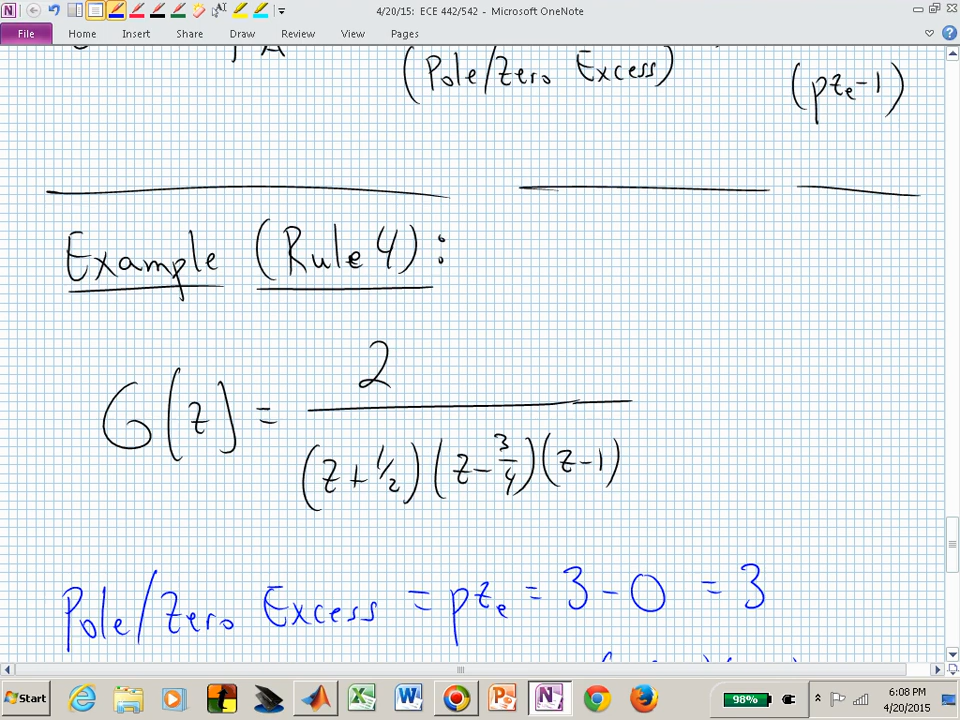 4/20/15: ECE 442/542 - Microsoft OneNote
File Home Insert Share Draw Review View Pages
(Pole/Zero Excess)
(pzₑ-1)
Example (Rule 4):
G(z) = 2 / ((z+1/2)(z-3/4)(z-1))
Pole/Zero Excess = pzₑ = 3 - 0 = 3
Start
98%
6:08 PM
4/20/2015